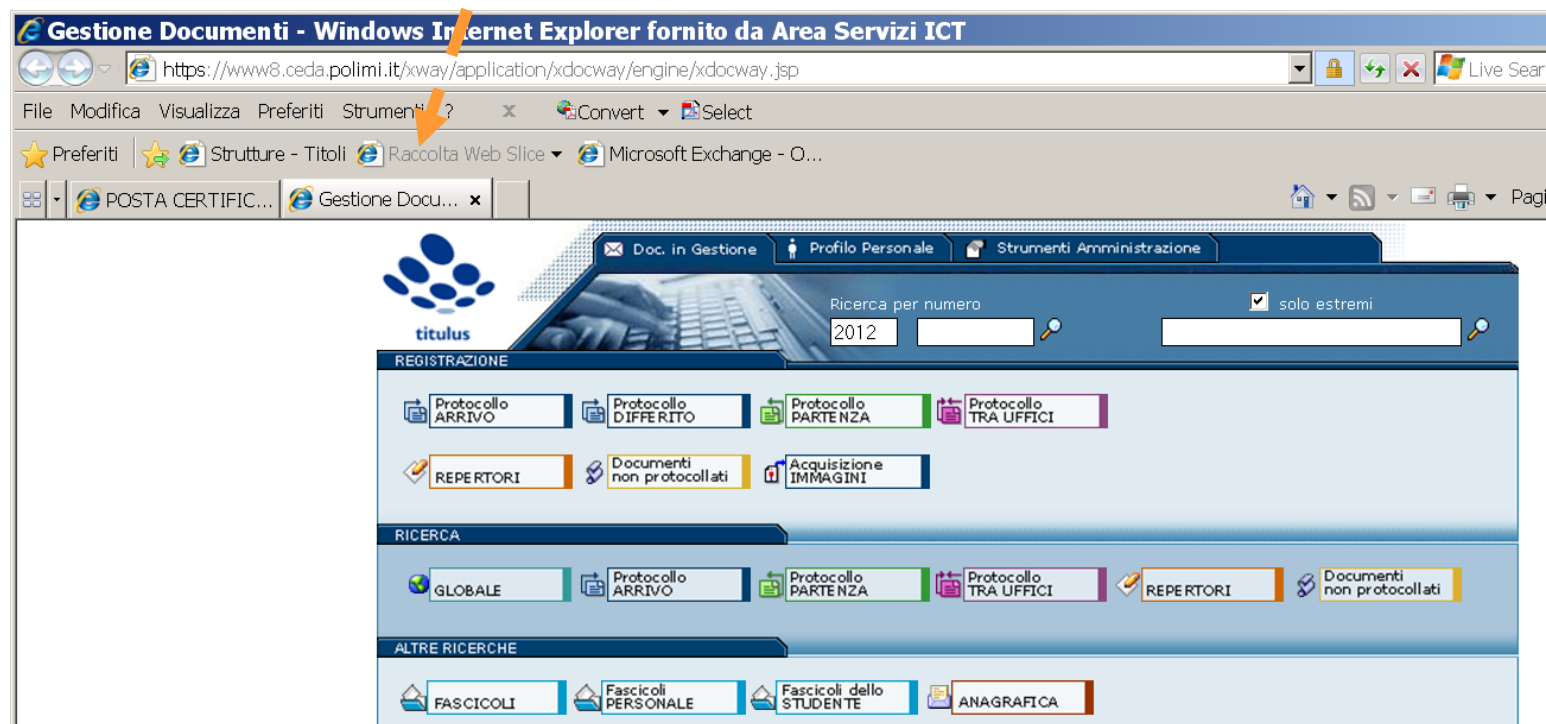 Gestione Documenti - Windows Internet Explorer fornito da Area Servizi ICT
https://www8.ceda.polimi.it/xway/application/xdocway/engine/xdocway.jsp
Live Sear
File Modifica Visualizza Preferiti Strumenti ? x Convert Select
Preferiti Strutture - Titoli Raccolta Web Slice Microsoft Exchange - O...
POSTA CERTIFIC... Gestione Docu... x Pagi
Doc. in Gestione Profilo Personale Strumenti Amministrazione
Ricerca per numero solo estremi
titulus
2012
REGISTRAZIONE
Protocollo ARRIVO
Protocollo DIFFERITO
Protocollo PARTENZA
Protocollo TRA UFFICI
REPERTORI
Documenti non protocollati
Acquisizione IMMAGINI
RICERCA
GLOBALE
Protocollo ARRIVO
Protocollo PARTENZA
Protocollo TRA UFFICI
REPERTORI
Documenti non protocollati
ALTRE RICERCHE
FASCICOLI
Fascicoli PERSONALE
Fascicoli dello STUDENTE
ANAGRAFICA